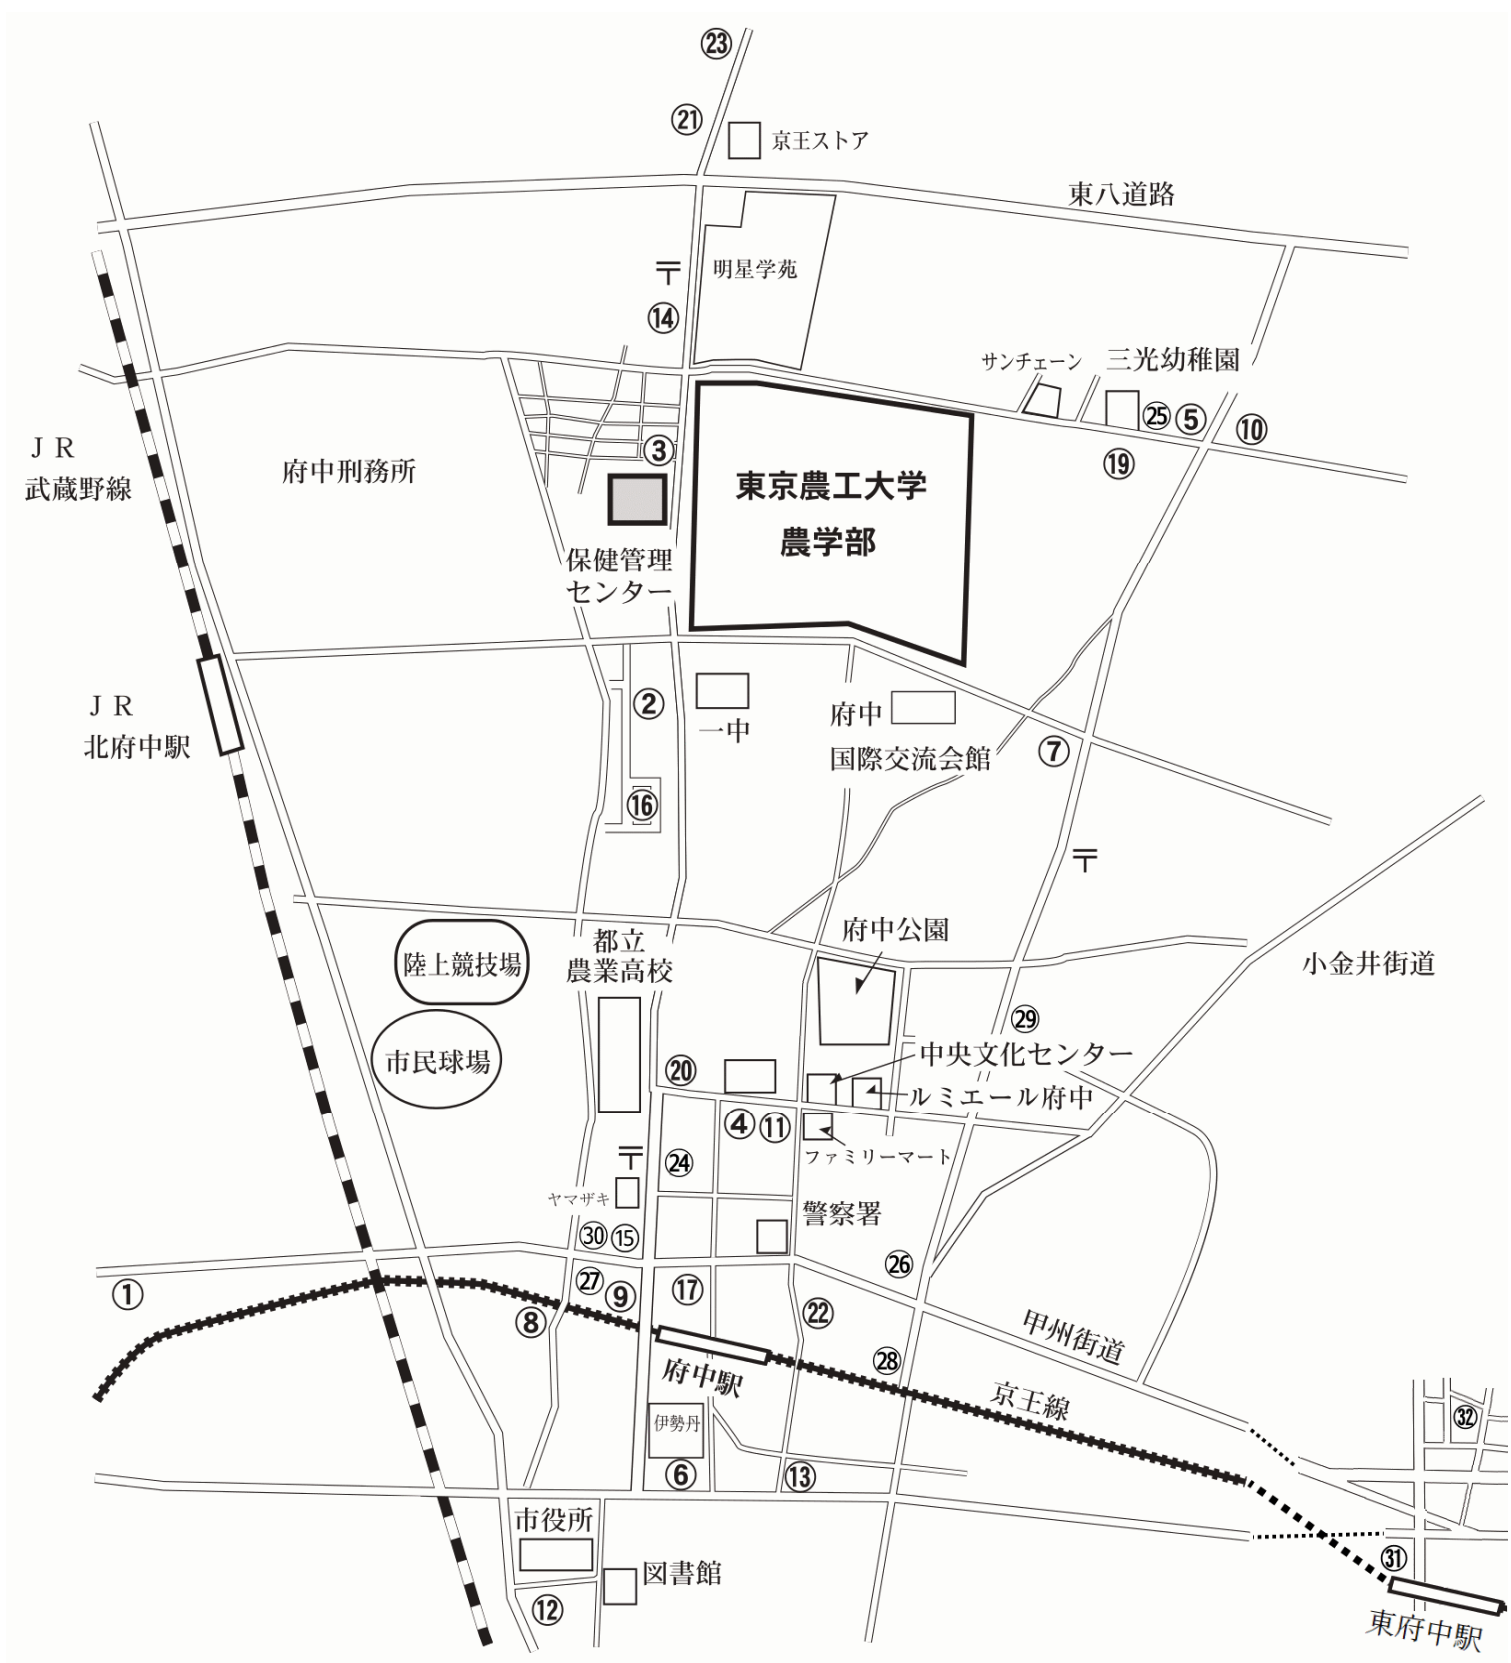 ㉓
㉑
京王ストア
東八道路
〒
明星学苑
⑭
サンチェーン
三光幼稚園
㉕
⑤
⑩
⑲
ＪＲ
武蔵野線
府中刑務所
③
東京農工大学
農学部
保健管理
センター
ＪＲ
北府中駅
②
一中
府中
国際交流会館
⑦
⑯
〒
府中公園
都立
農業高校
陸上競技場
小金井街道
市民球場
㉙
中央文化センター
⑳
ルミエール府中
④
⑪
ファミリーマート
〒
㉔
ヤマザキ
警察署
㉚
⑮
㉖
①
㉗
⑨
⑰
⑧
㉒
甲州街道
㉘
府中駅
京王線
伊勢丹
㉜
⑥
⑬
市役所
図書館
㉛
⑫
東府中駅